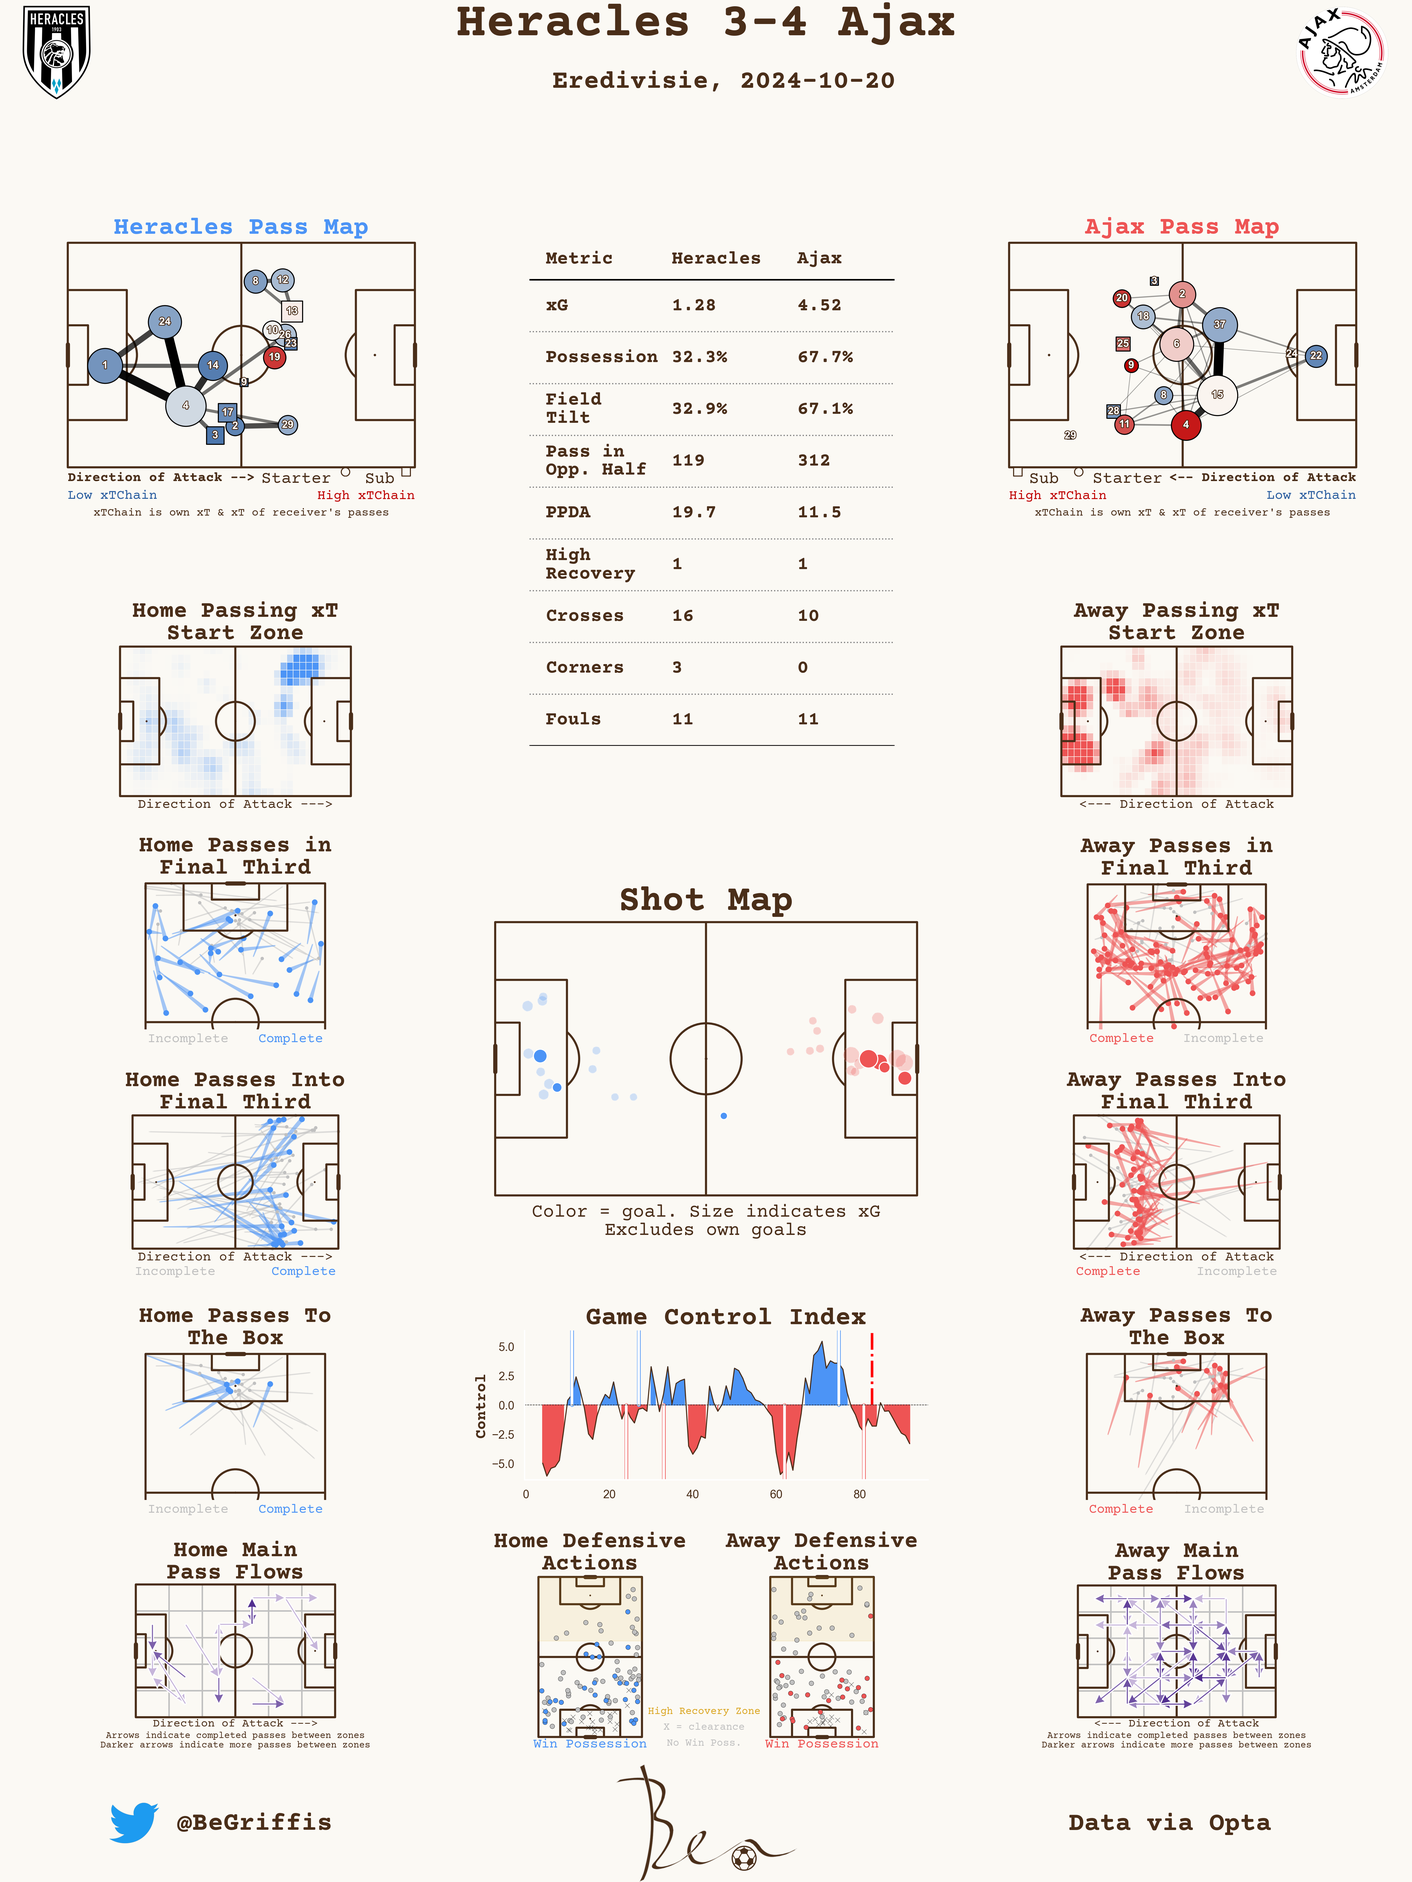 Heracles 3-4 Ajax
Eredivisie, 2024-10-20
HERACLES
1903
AJAX
AMSTERDAM
Heracles Pass Map
24
1
14
4
17
3
2
29
9
8
12
13
10
26
23
19
Direction of Attack --> Starter Sub
Low xTChain High xTChain
xTChain is own xT & xT of receiver's passes
Metric Heracles Ajax
xG 1.28 4.52
Possession 32.3% 67.7%
Field
Tilt 32.9% 67.1%
Pass in
Opp. Half 119 312
PPDA 19.7 11.5
High
Recovery 1 1
Crosses 16 10
Corners 3 0
Fouls 11 11
Ajax Pass Map
3
20
2
18
37
25
6
24
22
9
8
15
28
11
4
29
Sub Starter <-- Direction of Attack
High xTChain Low xTChain
xTChain is own xT & xT of receiver's passes
Home Passing xT
Start Zone
Direction of Attack --->
Away Passing xT
Start Zone
<--- Direction of Attack
Home Passes in
Final Third
Incomplete Complete
Away Passes in
Final Third
Complete Incomplete
Shot Map
Color = goal. Size indicates xG
Excludes own goals
Home Passes Into
Final Third
Direction of Attack --->
Incomplete Complete
Away Passes Into
Final Third
<--- Direction of Attack
Complete Incomplete
Home Passes To
The Box
Incomplete Complete
Game Control Index
Control
5.0
2.5
0.0
−2.5
−5.0
0 20 40 60 80
Away Passes To
The Box
Complete Incomplete
Home Main
Pass Flows
Direction of Attack --->
Arrows indicate completed passes between zones
Darker arrows indicate more passes between zones
Home Defensive
Actions
Win Possession
High Recovery Zone
X = clearance
No Win Poss.
Away Defensive
Actions
Win Possession
Away Main
Pass Flows
<--- Direction of Attack
Arrows indicate completed passes between zones
Darker arrows indicate more passes between zones
@BeGriffis
Ben
Data via Opta